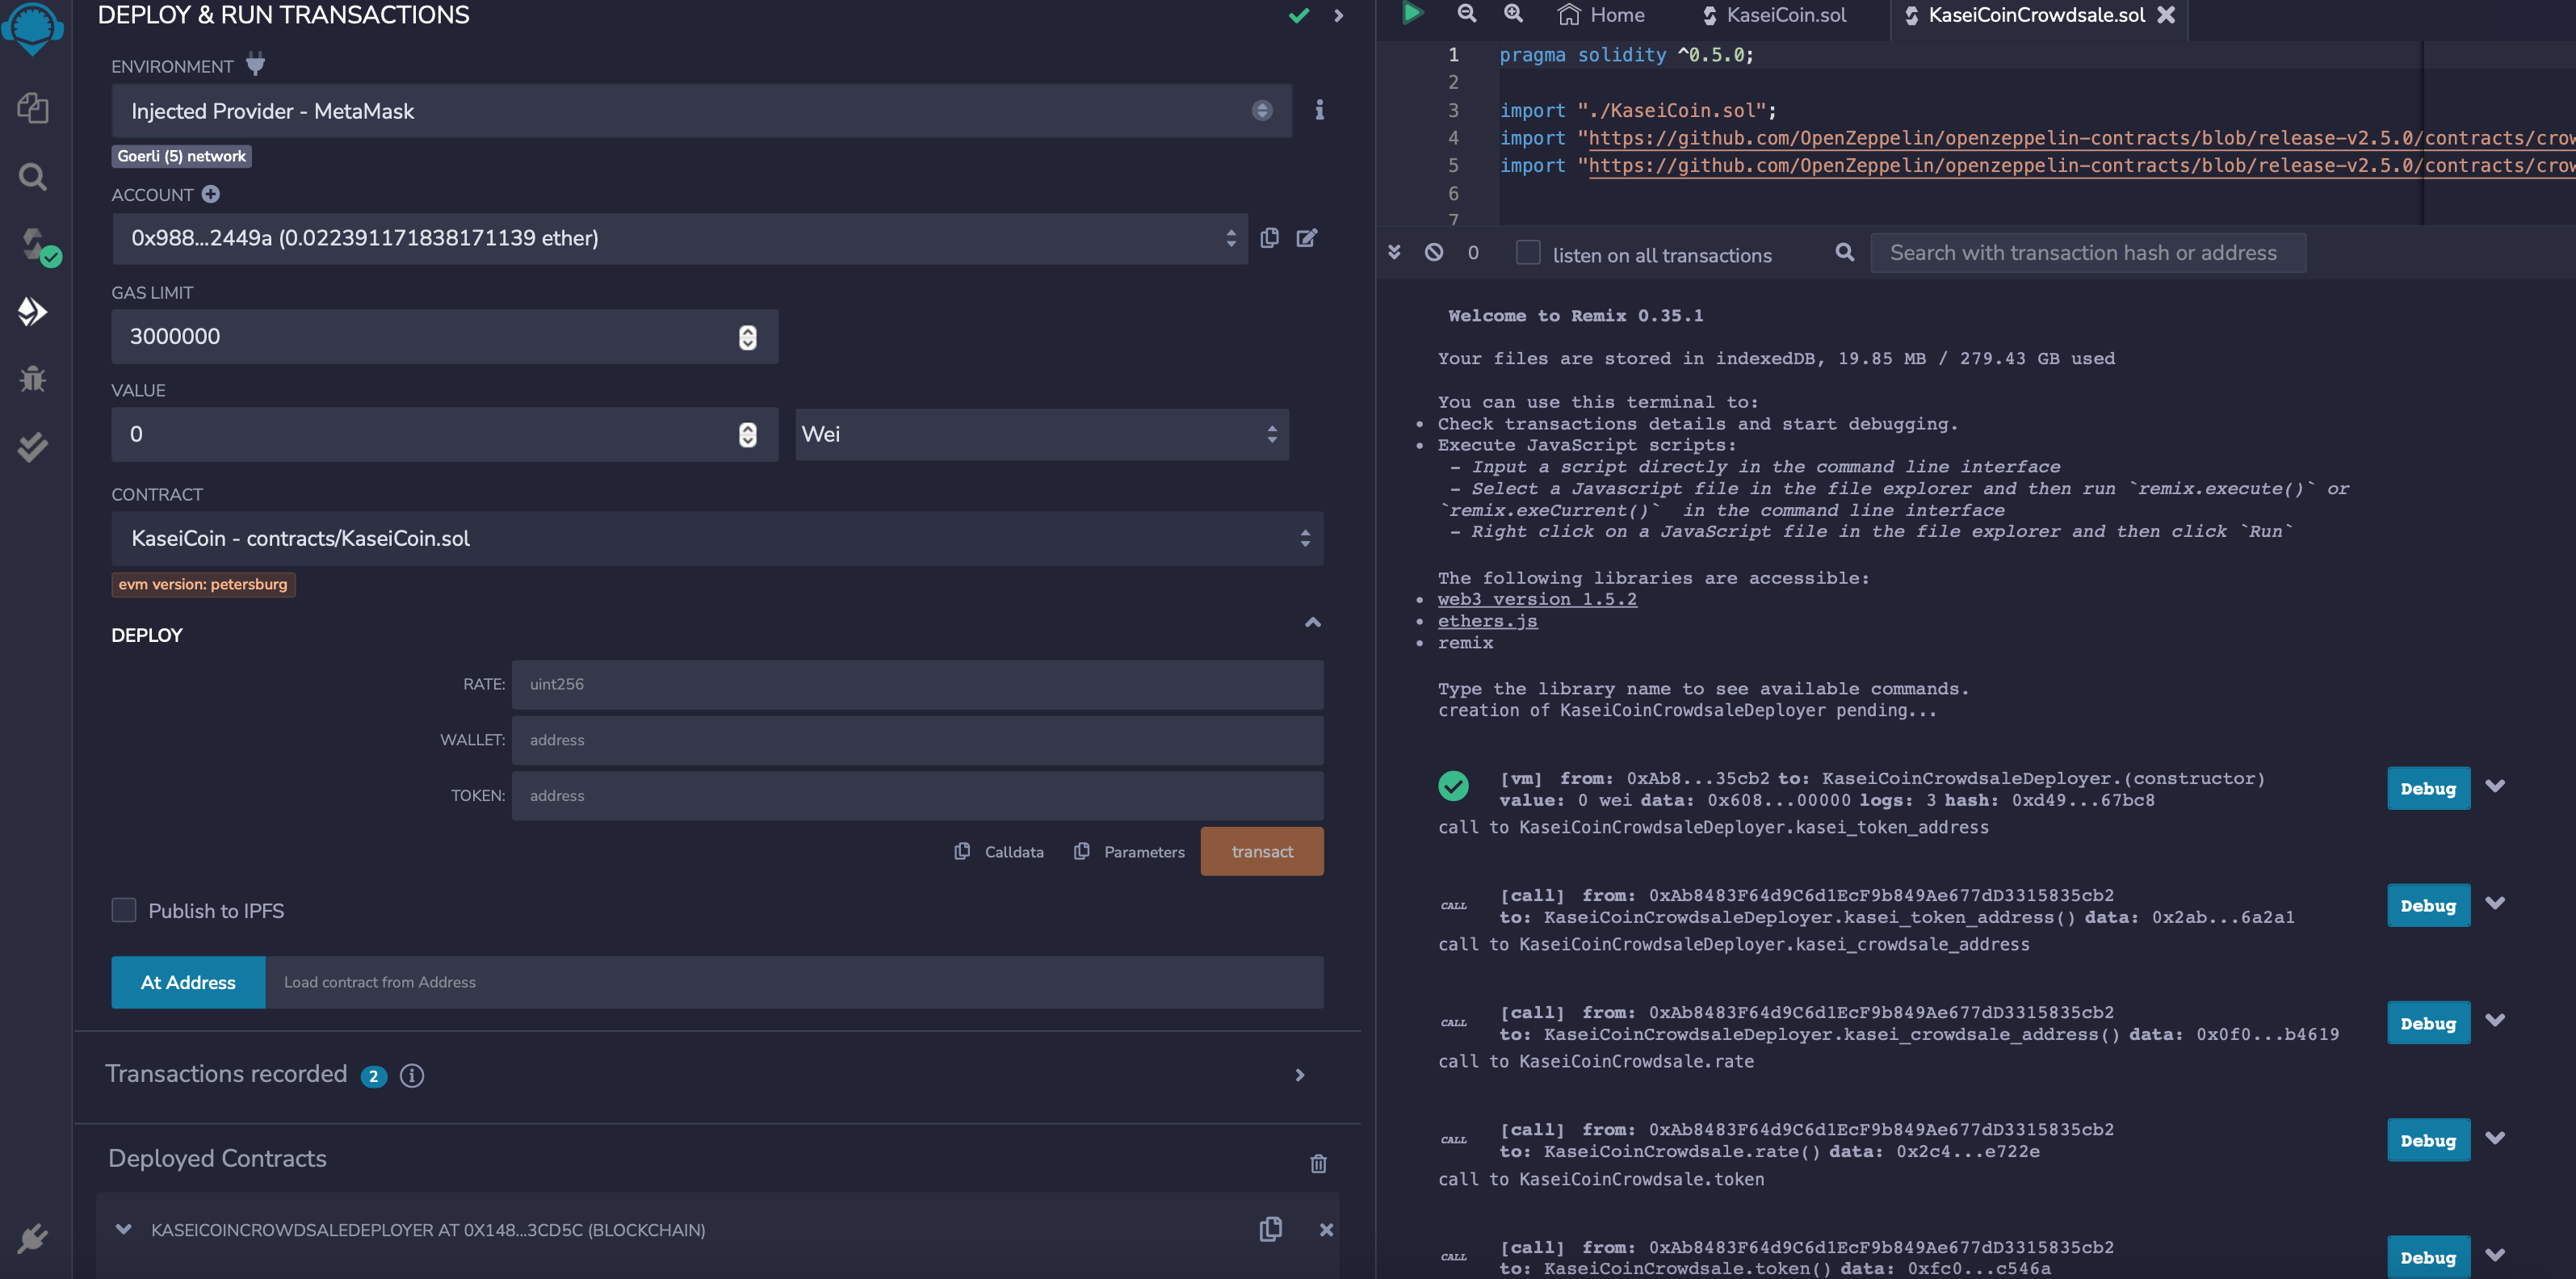 DEPLOY & RUN TRANSACTIONS
ENVIRONMENT
Injected Provider - MetaMask
Goerli (5) network
ACCOUNT
0x988...2449a (0.022391171838171139 ether)
GAS LIMIT
3000000
VALUE
0
Wei
CONTRACT
KaseiCoin - contracts/KaseiCoin.sol
evm version: petersburg
DEPLOY
RATE: uint256
WALLET: address
TOKEN: address
Calldata Parameters transact
Publish to IPFS
At Address Load contract from Address
Transactions recorded 2
Deployed Contracts
KASEICOINCROWDSALEDEPLOYER AT 0X148...3CD5C (BLOCKCHAIN)
Home KaseiCoin.sol KaseiCoinCrowdsale.sol
1 pragma solidity ^0.5.0;
2
3 import "./KaseiCoin.sol";
4 import "https://github.com/OpenZeppelin/openzeppelin-contracts/blob/release-v2.5.0/contracts/crow
5 import "https://github.com/OpenZeppelin/openzeppelin-contracts/blob/release-v2.5.0/contracts/crow
6
7
0 listen on all transactions Search with transaction hash or address
Welcome to Remix 0.35.1
Your files are stored in indexedDB, 19.85 MB / 279.43 GB used
You can use this terminal to:
• Check transactions details and start debugging.
• Execute JavaScript scripts:
- Input a script directly in the command line interface
- Select a Javascript file in the file explorer and then run `remix.execute()` or
`remix.exeCurrent()` in the command line interface
- Right click on a JavaScript file in the file explorer and then click `Run`
The following libraries are accessible:
• web3 version 1.5.2
• ethers.js
• remix
Type the library name to see available commands.
creation of KaseiCoinCrowdsaleDeployer pending...
[vm] from: 0xAb8...35cb2 to: KaseiCoinCrowdsaleDeployer.(constructor)
value: 0 wei data: 0x608...00000 logs: 3 hash: 0xd49...67bc8
Debug
call to KaseiCoinCrowdsaleDeployer.kasei_token_address
CALL [call] from: 0xAb8483F64d9C6d1EcF9b849Ae677dD3315835cb2
to: KaseiCoinCrowdsaleDeployer.kasei_token_address() data: 0x2ab...6a2a1
Debug
call to KaseiCoinCrowdsaleDeployer.kasei_crowdsale_address
CALL [call] from: 0xAb8483F64d9C6d1EcF9b849Ae677dD3315835cb2
to: KaseiCoinCrowdsaleDeployer.kasei_crowdsale_address() data: 0x0f0...b4619
Debug
call to KaseiCoinCrowdsale.rate
CALL [call] from: 0xAb8483F64d9C6d1EcF9b849Ae677dD3315835cb2
to: KaseiCoinCrowdsale.rate() data: 0x2c4...e722e
Debug
call to KaseiCoinCrowdsale.token
CALL [call] from: 0xAb8483F64d9C6d1EcF9b849Ae677dD3315835cb2
to: KaseiCoinCrowdsale.token() data: 0xfc0...c546a
Debug